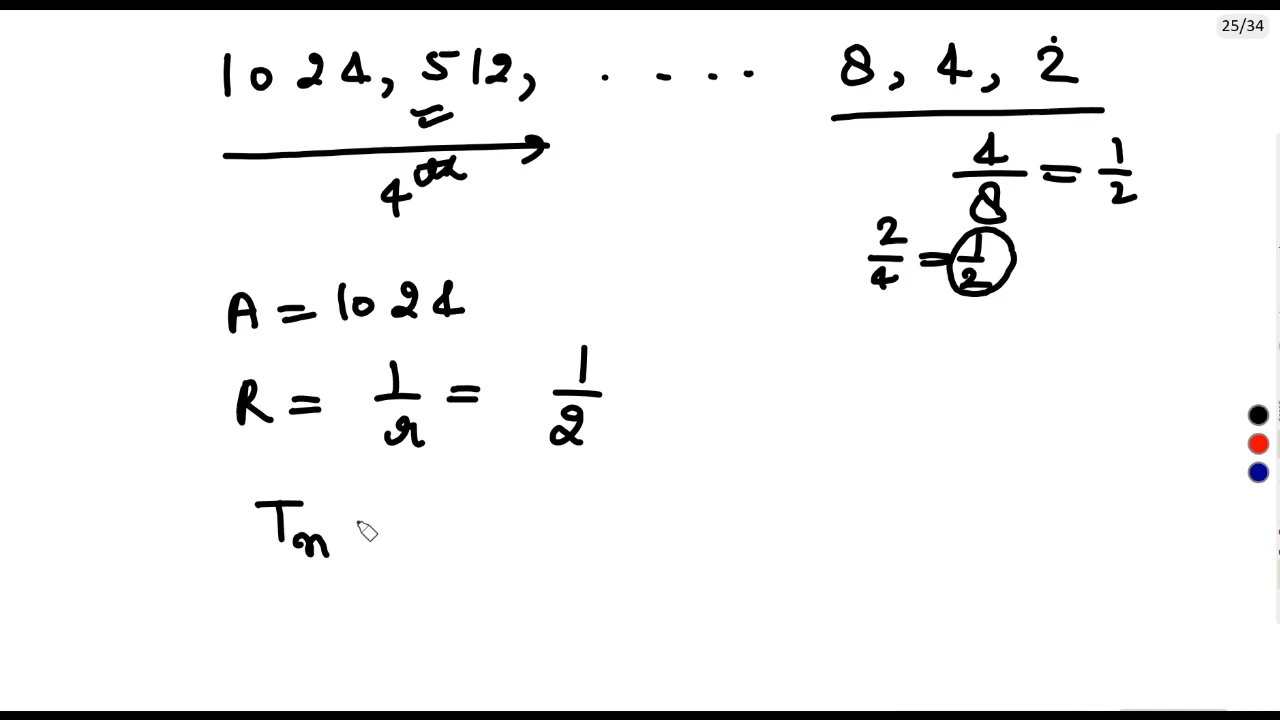 25/34
1024, 512, . . . . 8, 4, 2
4th
4/8 = 1/2
2/4 = 1/2
A = 1024
R = 1/r = 1/2
Tn